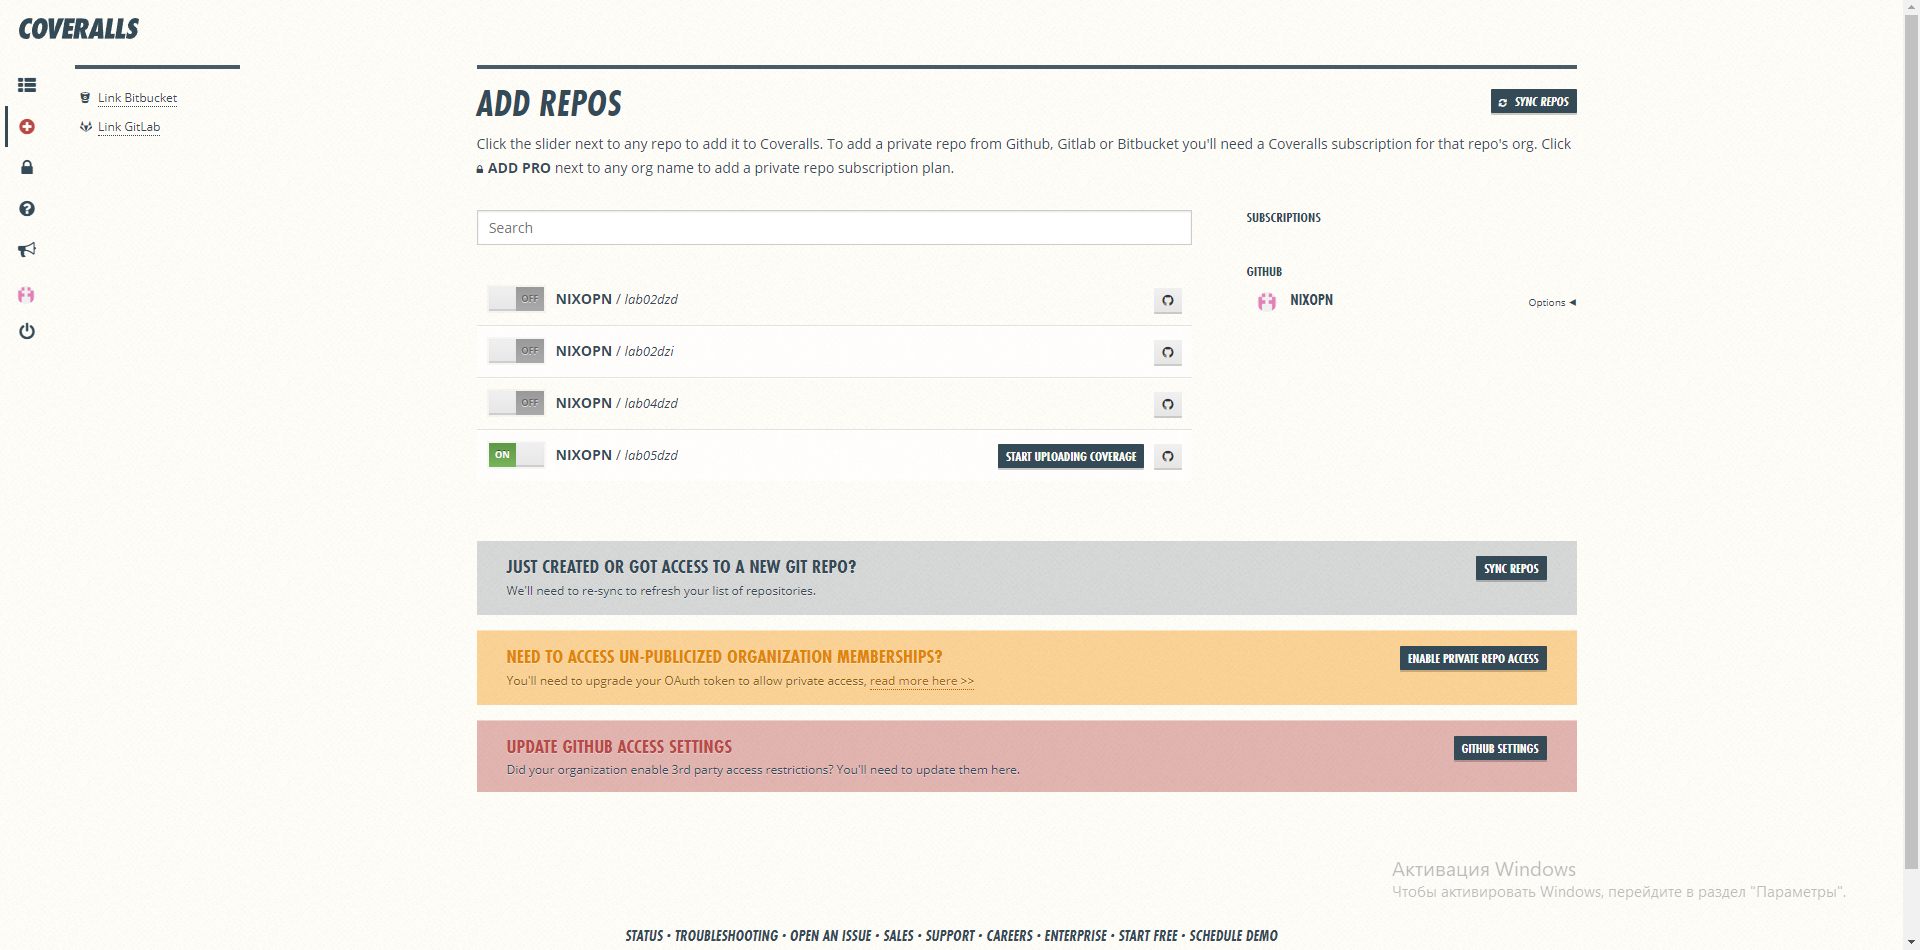 COVERALLS
Link Bitbucket
Link GitLab
ADD REPOS
SYNC REPOS
Click the slider next to any repo to add it to Coveralls. To add a private repo from Github, Gitlab or Bitbucket you'll need a Coveralls subscription for that repo's org. Click
ADD PRO next to any org name to add a private repo subscription plan.
Search
SUBSCRIPTIONS
GITHUB
NIXOPN
Options
OFF NIXOPN / lab02dzd
OFF NIXOPN / lab02dzi
OFF NIXOPN / lab04dzd
ON NIXOPN / lab05dzd START UPLOADING COVERAGE
JUST CREATED OR GOT ACCESS TO A NEW GIT REPO?
We'll need to re-sync to refresh your list of repositories.
SYNC REPOS
NEED TO ACCESS UN-PUBLICIZED ORGANIZATION MEMBERSHIPS?
You'll need to upgrade your OAuth token to allow private access, read more here >>
ENABLE PRIVATE REPO ACCESS
UPDATE GITHUB ACCESS SETTINGS
Did your organization enable 3rd party access restrictions? You'll need to update them here.
GITHUB SETTINGS
Активация Windows
Чтобы активировать Windows, перейдите в раздел "Параметры".
STATUS • TROUBLESHOOTING • OPEN AN ISSUE • SALES • SUPPORT • CAREERS • ENTERPRISE • START FREE • SCHEDULE DEMO